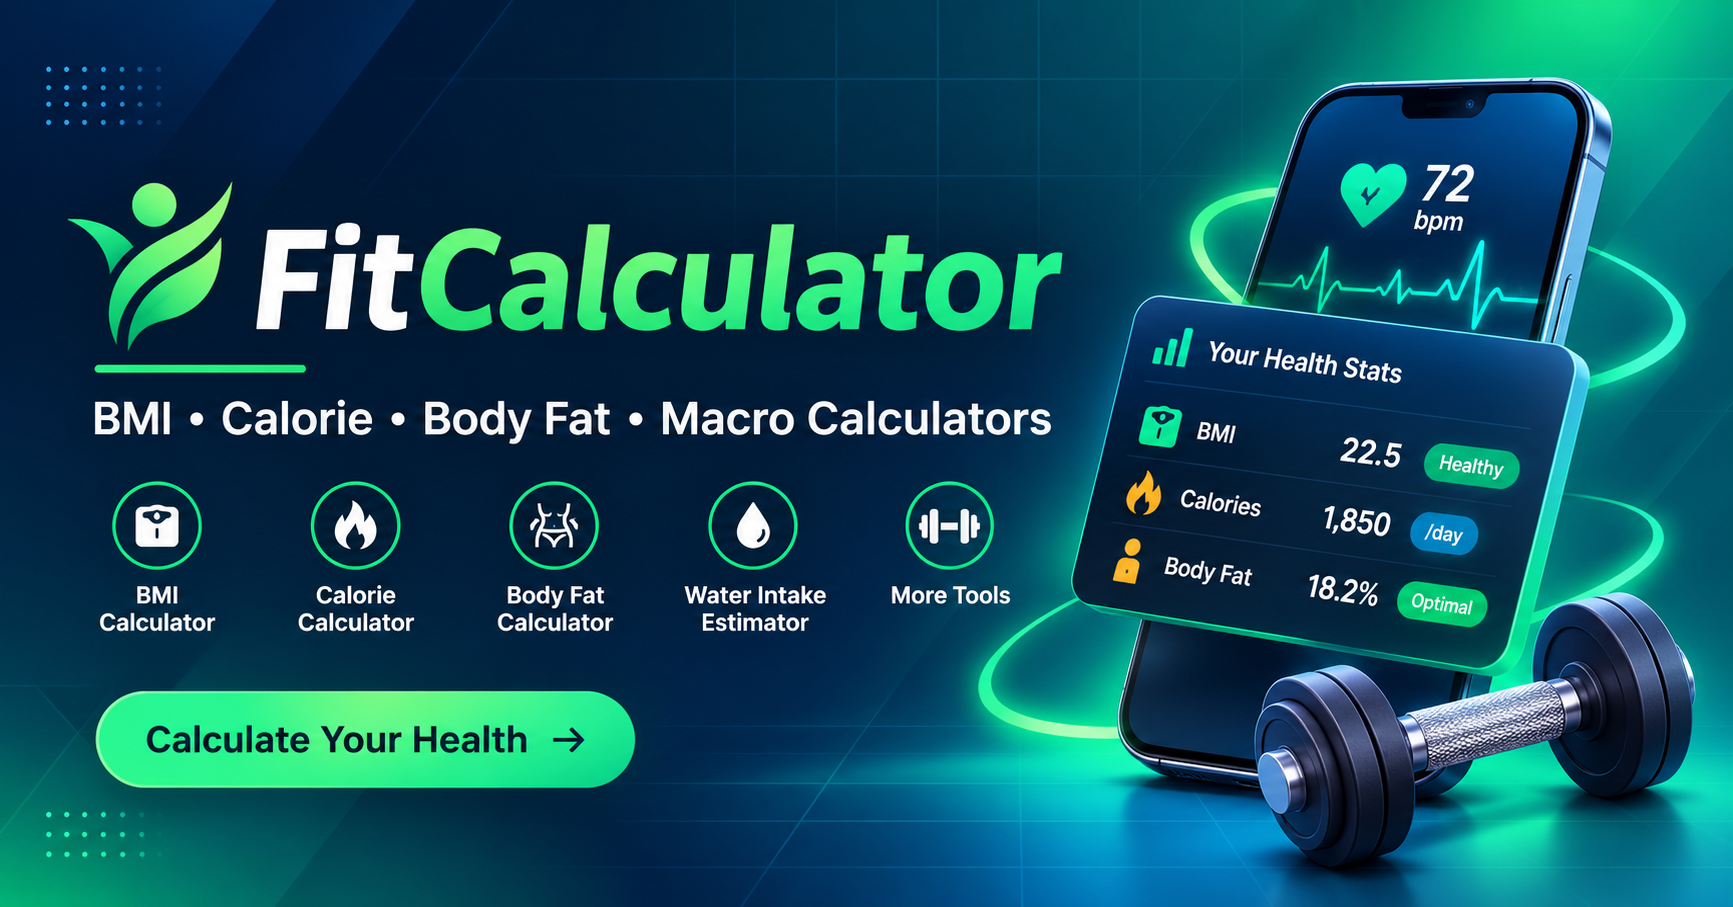 FitCalculator
BMI • Calorie • Body Fat • Macro Calculators
BMI
Calculator
Calorie
Calculator
Body Fat
Calculator
Water Intake
Estimator
More Tools
Calculate Your Health →
72
bpm
Your Health Stats
BMI 22.5 Healthy
Calories 1,850 /day
Body Fat 18.2% Optimal